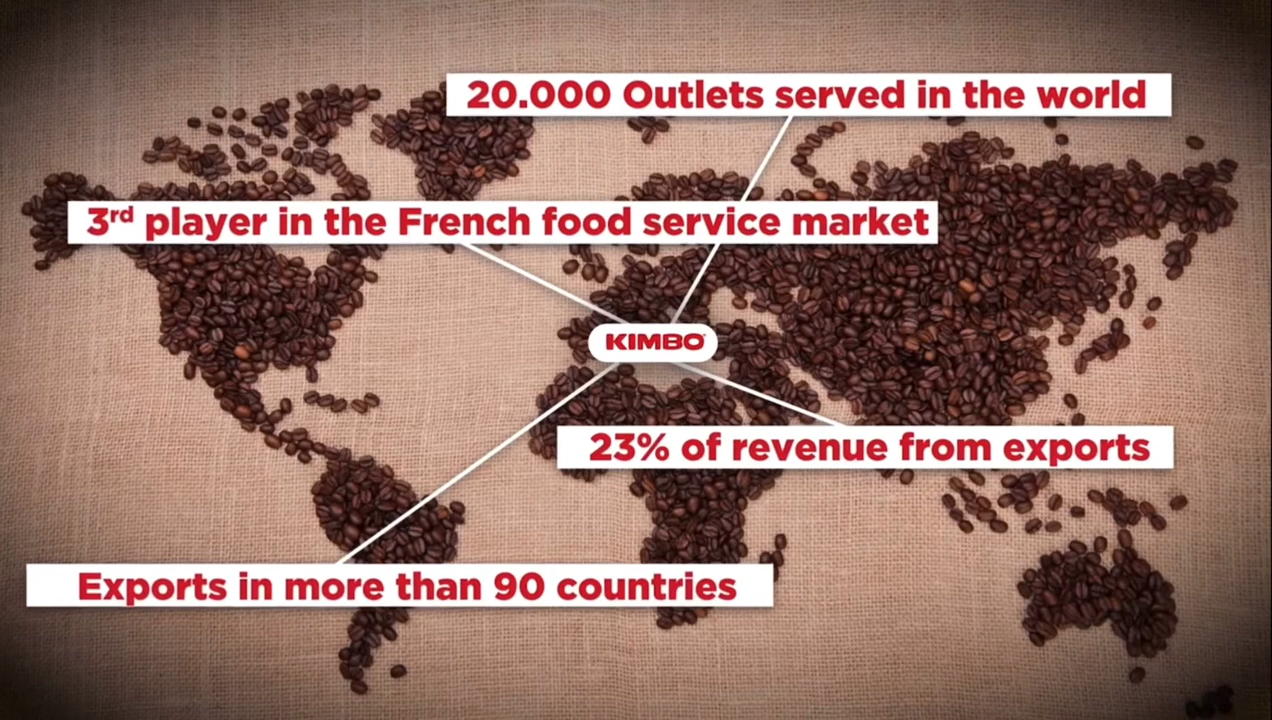 20.000 Outlets served in the world
3rd player in the French food service market
KIMBO
23% of revenue from exports
Exports in more than 90 countries